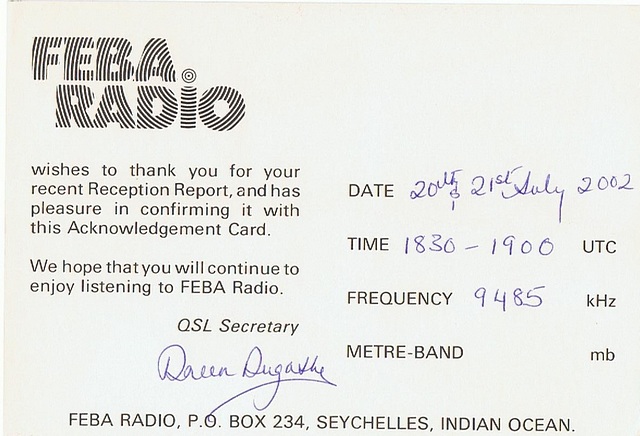 FEBA
RADIO
wishes to thank you for your
recent Reception Report, and has
pleasure in confirming it with
this Acknowledgement Card.
We hope that you will continue to
enjoy listening to FEBA Radio.
QSL Secretary
DATE 20th & 21st July 2002
TIME 1830 - 1900 UTC
FREQUENCY 9485 kHz
METRE-BAND mb
FEBA RADIO, P.O. BOX 234, SEYCHELLES, INDIAN OCEAN.